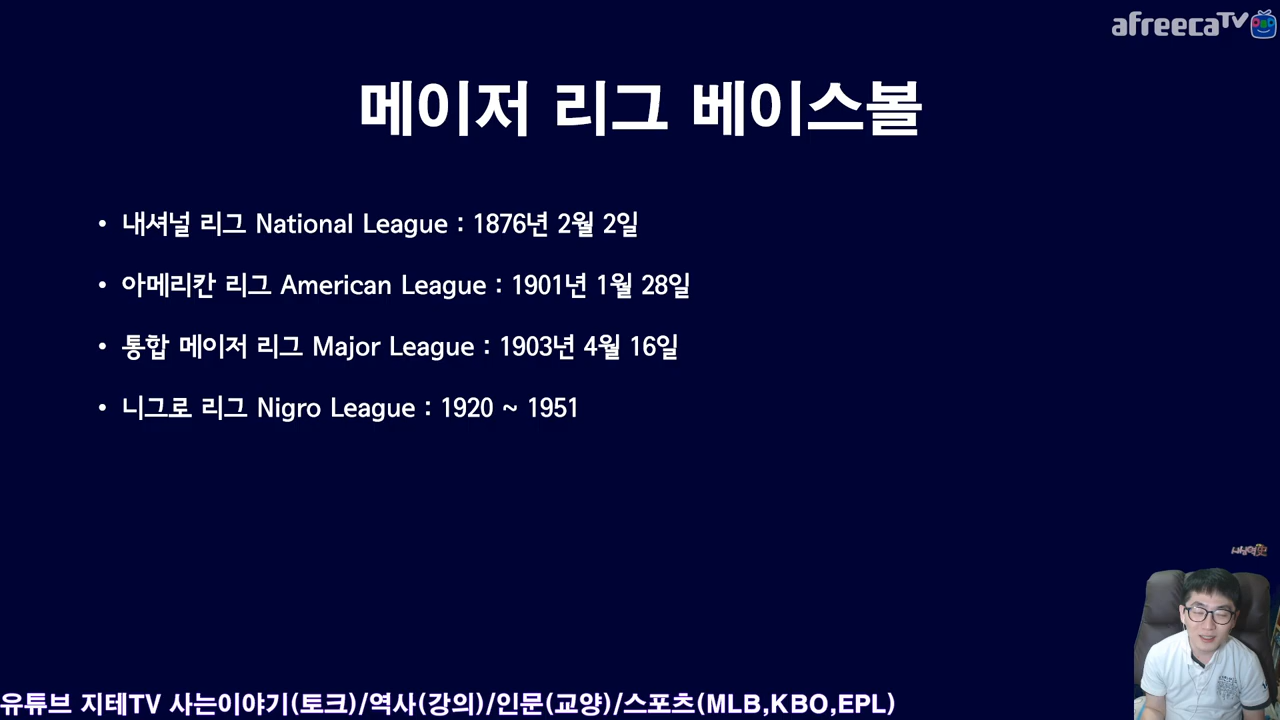 afreecaTV
메이저 리그 베이스볼
• 내셔널 리그 National League : 1876년 2월 2일
• 아메리칸 리그 American League : 1901년 1월 28일
• 통합 메이저 리그 Major League : 1903년 4월 16일
• 니그로 리그 Nigro League : 1920 ~ 1951
유튜브 지테TV 사는이야기(토크)/역사(강의)/인문(교양)/스포츠(MLB,KBO,EPL)